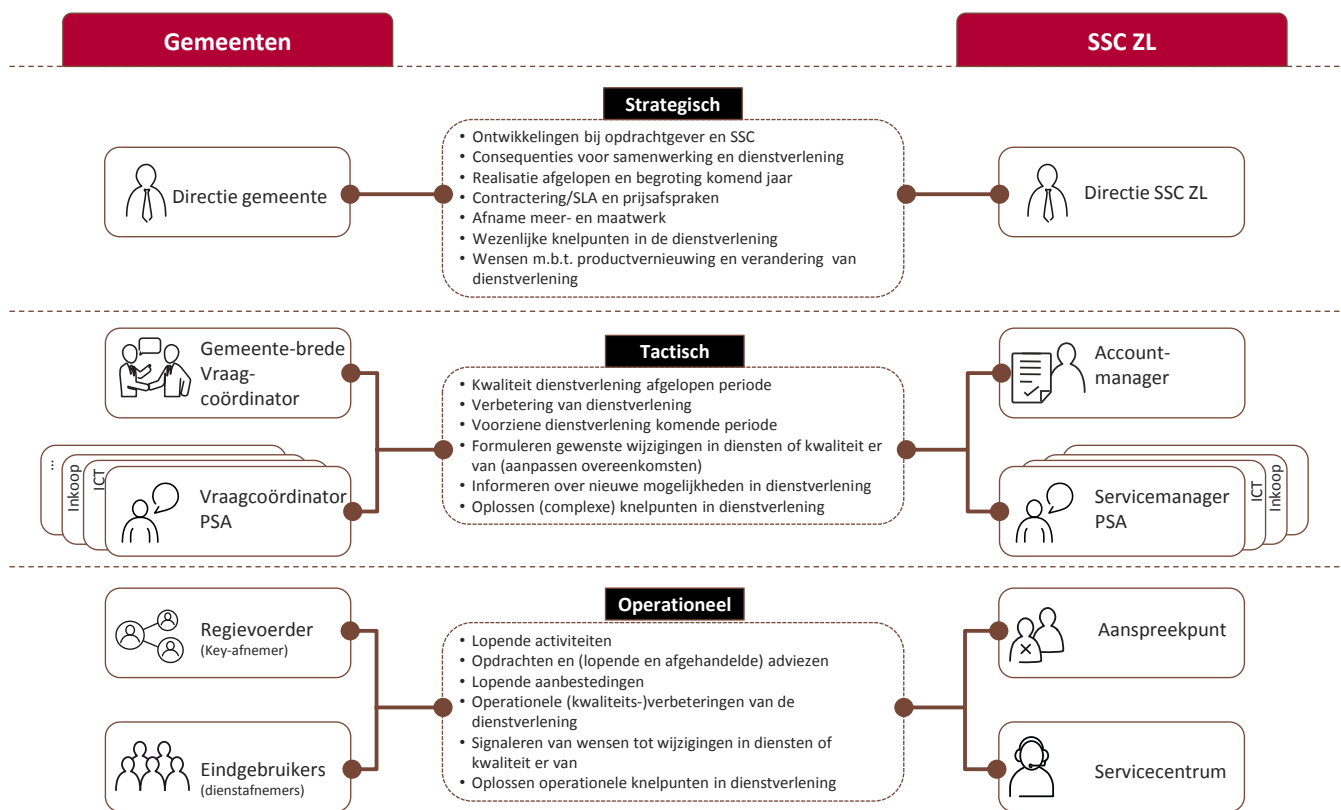 Gemeenten
SSC ZL
Strategisch
Directie gemeente
• Ontwikkelingen bij opdrachtgever en SSC
• Consequenties voor samenwerking en dienstverlening
• Realisatie afgelopen en begroting komend jaar
• Contractering/SLA en prijsafspraken
• Afname meer- en maatwerk
• Wezenlijke knelpunten in de dienstverlening
• Wensen m.b.t. productvernieuwing en verandering van
dienstverlening
Directie SSC ZL
Gemeente-brede
Vraag-
coördinator
...
Inkoop
ICT
Vraagcoördinator
PSA
Tactisch
• Kwaliteit dienstverlening afgelopen periode
• Verbetering van dienstverlening
• Voorziene dienstverlening komende periode
• Formuleren gewenste wijzigingen in diensten of kwaliteit er
van (aanpassen overeenkomsten)
• Informeren over nieuwe mogelijkheden in dienstverlening
• Oplossen (complexe) knelpunten in dienstverlening
Account-
manager
Servicemanager
PSA
ICT
Inkoop
Regievoerder
(Key-afnemer)
Eindgebruikers
(dienstafnemers)
Operationeel
• Lopende activiteiten
• Opdrachten en (lopende en afgehandelde) adviezen
• Lopende aanbestedingen
• Operationele (kwaliteits-)verbeteringen van de
dienstverlening
• Signaleren van wensen tot wijzigingen in diensten of
kwaliteit er van
• Oplossen operationele knelpunten in dienstverlening
Aanspreekpunt
Servicecentrum